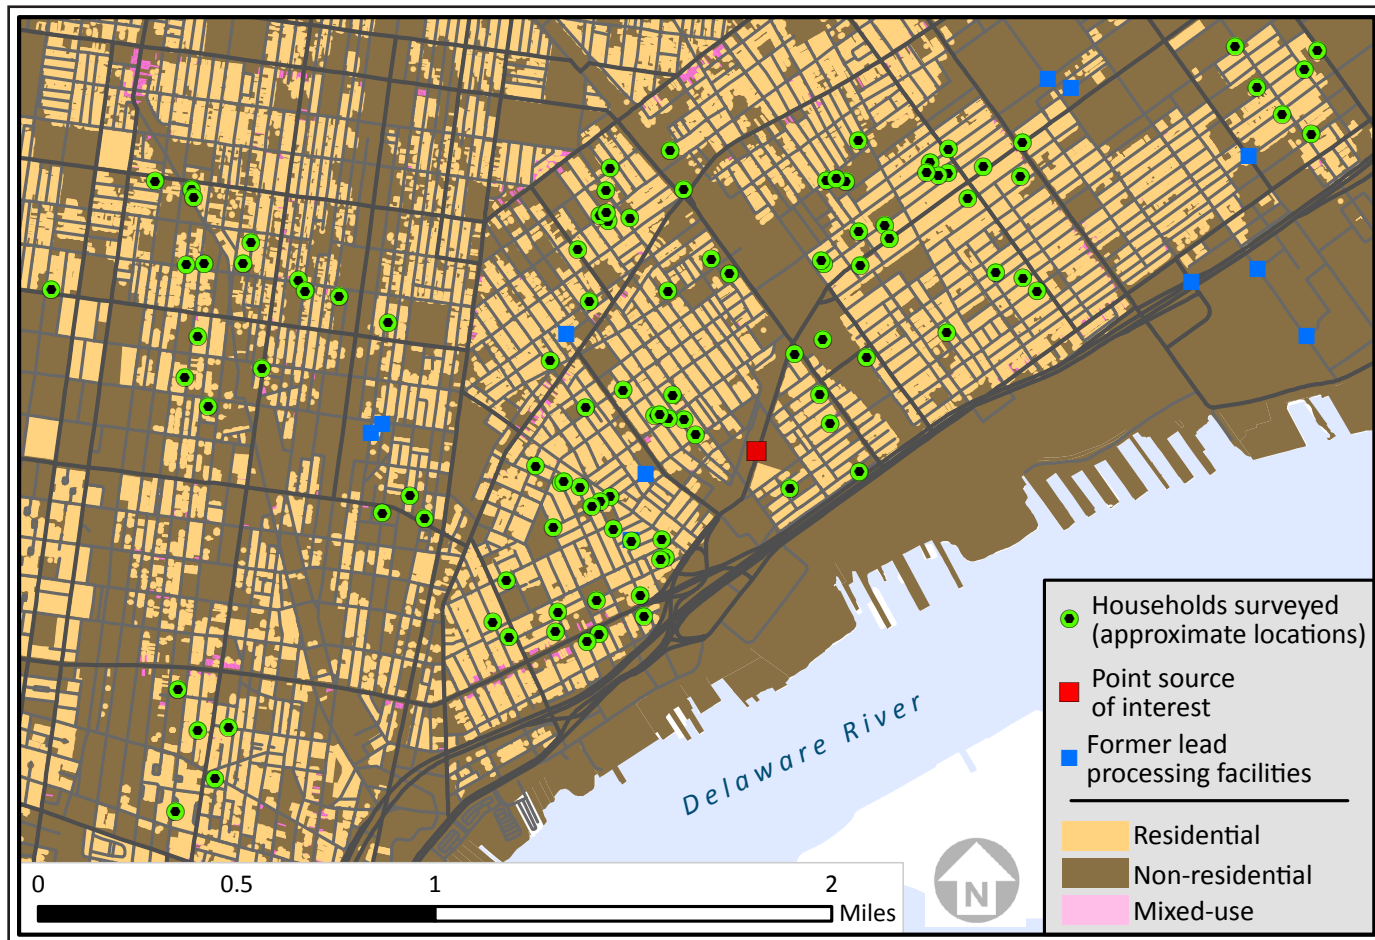 Delaware River
Households surveyed
(approximate locations)
Point source
of interest
Former lead
processing facilities
Residential
Non-residential
Mixed-use
0 0.5 1 2
Miles
N